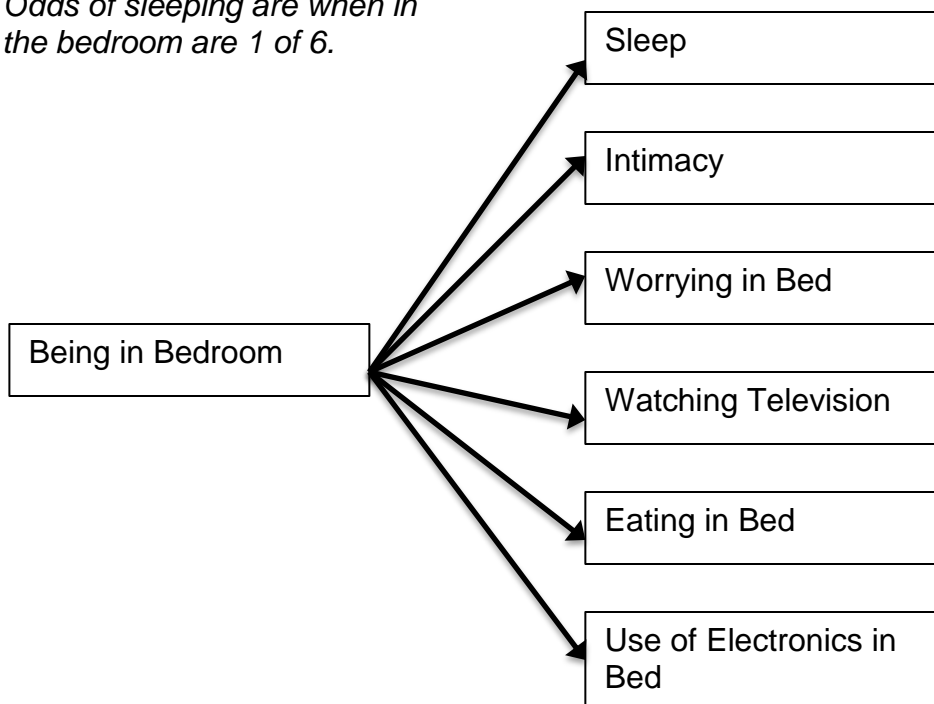 Odds of sleeping are when in
the bedroom are 1 of 6.
Sleep
Intimacy
Worrying in Bed
Being in Bedroom
Watching Television
Eating in Bed
Use of Electronics in
Bed